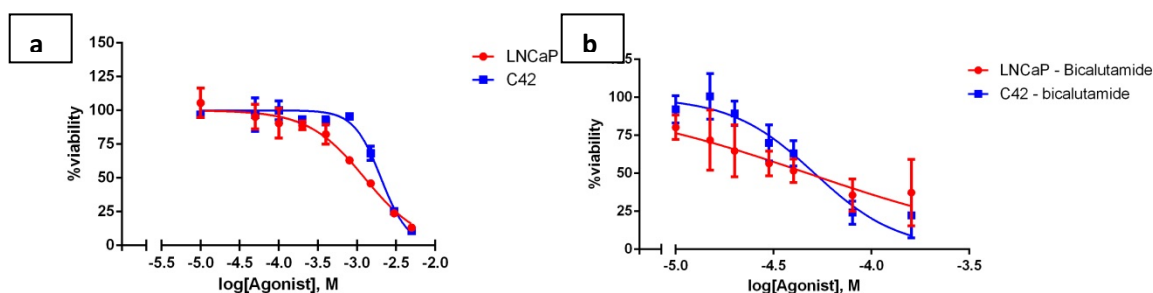 a
150
125
100
75
50
25
0
%viability
-5.5 -5.0 -4.5 -4.0 -3.5 -3.0 -2.5 -2.0
log[Agonist], M
LNCaP
C42
b
25
100
75
50
25
0
%viability
-5.0 -4.5 -4.0 -3.5
log[Agonist], M
LNCaP - Bicalutamide
C42 - bicalutamide